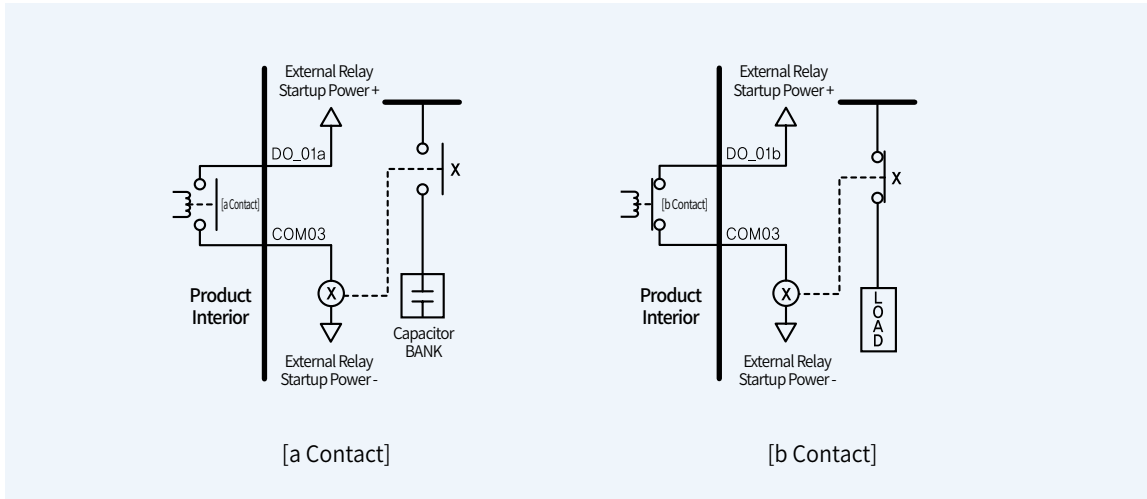 External Relay
Startup Power +
DO_01a
X
[a Contact]
COM03
Product
Interior
X
Capacitor
BANK
External Relay
Startup Power -
[a Contact]
External Relay
Startup Power +
DO_01b
X
[b Contact]
COM03
Product
Interior
X
LOAD
External Relay
Startup Power -
[b Contact]